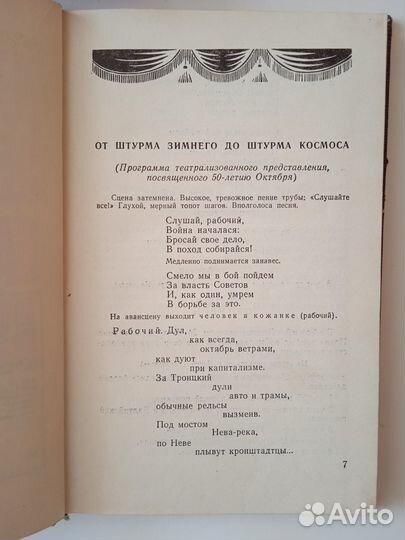 ОТ ШТУРМА ЗИМНЕГО ДО ШТУРМА КОСМОСА
(Программа театрализованного представления,
посвященного 50-летию Октября)
Сцена затемнена. Высокое, тревожное пение трубы; «Слушайте
все!» Глухой, мерный топот шагов. Вполголоса песня.
Слушай, рабочий,
Война началася:
Бросай свое дело,
В поход собирайся!
Медленно поднимается занавес.
Смело мы в бой пойдем
За власть Советов
И, как один, умрем
В борьбе за это.
На авансцену выходит человек в кожанке (рабочий).
Рабочий. Дул,
как всегда,
октябрь ветрами,
как дуют
при капитализме.
За Троицкий
дули
авто и трамы,
обычные рельсы
вызмеив.
Под мостом
Нева-река,
по Неве
плывут кронштадтцы...
7
Avito